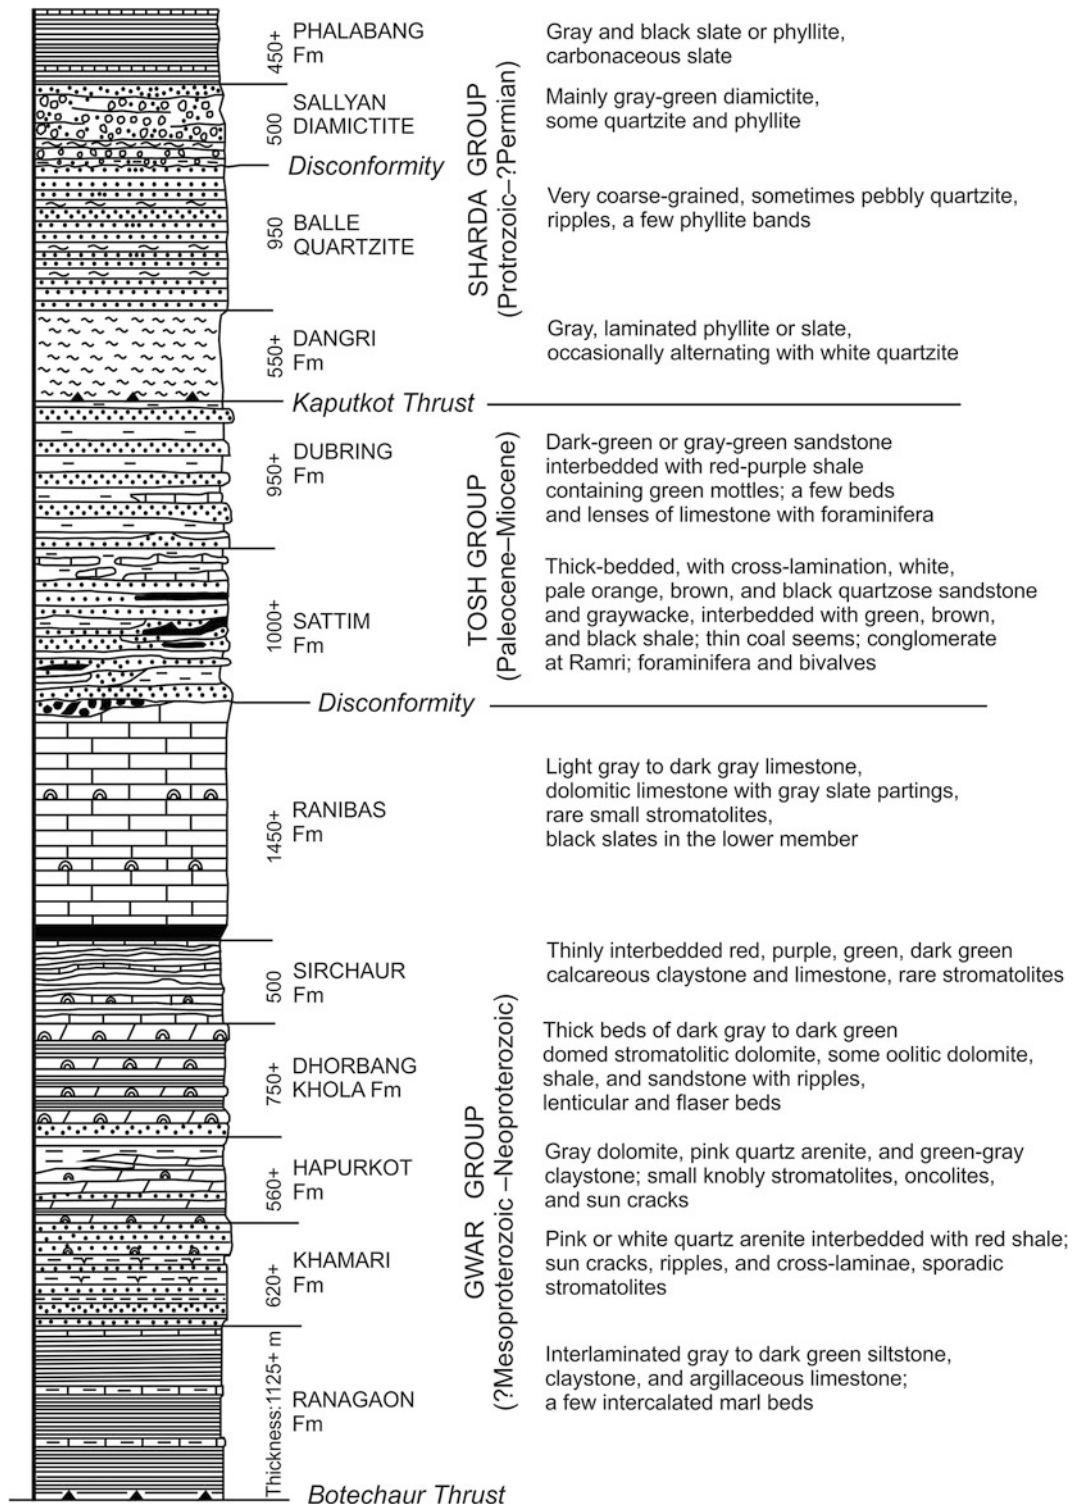 450+
PHALABANG
Fm
Gray and black slate or phyllite,
carbonaceous slate
500
SALLYAN
DIAMICTITE
Mainly gray-green diamictite,
some quartzite and phyllite
Disconformity
950
BALLE
QUARTZITE
Very coarse-grained, sometimes pebbly quartzite,
ripples, a few phyllite bands
550+
DANGRI
Fm
Gray, laminated phyllite or slate,
occasionally alternating with white quartzite
SHARDA GROUP
(Protrozoic–?Permian)
Kaputkot Thrust
950+
DUBRING
Fm
Dark-green or gray-green sandstone
interbedded with red-purple shale
containing green mottles; a few beds
and lenses of limestone with foraminifera
1000+
SATTIM
Fm
Thick-bedded, with cross-lamination, white,
pale orange, brown, and black quartzose sandstone
and graywacke, interbedded with green, brown,
and black shale; thin coal seems; conglomerate
at Ramri; foraminifera and bivalves
TOSH GROUP
(Paleocene–Miocene)
Disconformity
1450+
RANIBAS
Fm
Light gray to dark gray limestone,
dolomitic limestone with gray slate partings,
rare small stromatolites,
black slates in the lower member
500
SIRCHAUR
Fm
Thinly interbedded red, purple, green, dark green
calcareous claystone and limestone, rare stromatolites
750+
DHORBANG
KHOLA Fm
Thick beds of dark gray to dark green
domed stromatolitic dolomite, some oolitic dolomite,
shale, and sandstone with ripples,
lenticular and flaser beds
560+
HAPURKOT
Fm
Gray dolomite, pink quartz arenite, and green-gray
claystone; small knobly stromatolites, oncolites,
and sun cracks
620+
KHAMARI
Fm
Pink or white quartz arenite interbedded with red shale;
sun cracks, ripples, and cross-laminae, sporadic
stromatolites
Thickness:1125+ m
RANAGAON
Fm
Interlaminated gray to dark green siltstone,
claystone, and argillaceous limestone;
a few intercalated marl beds
GWAR GROUP
(?Mesoproterozoic –Neoproterozoic)
Botechaur Thrust